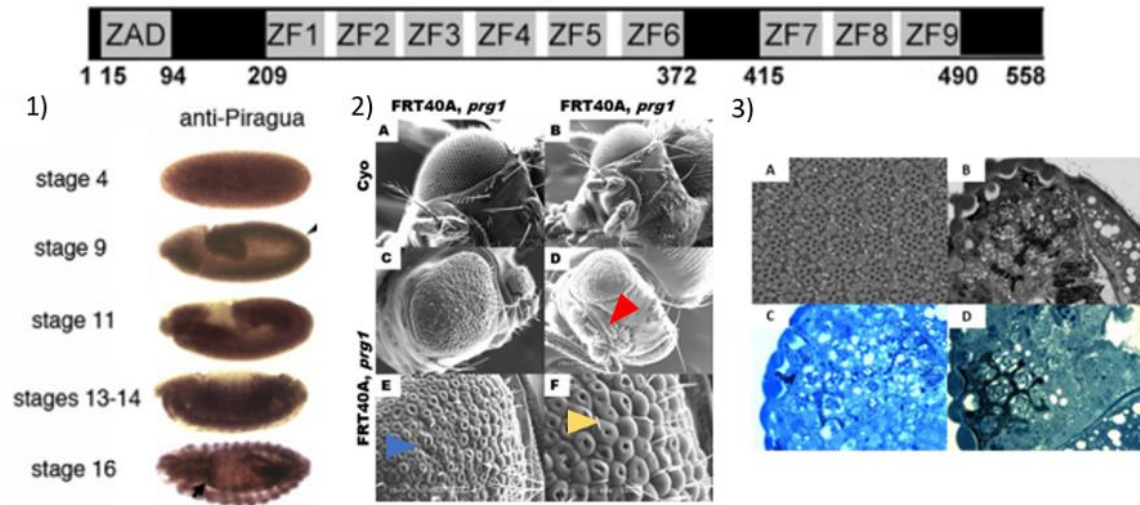 ZAD ZF1 ZF2 ZF3 ZF4 ZF5 ZF6 ZF7 ZF8 ZF9
1 15 94 209 372 415 490 558
1)
anti-Piragua
stage 4
stage 9
stage 11
stages 13-14
stage 16
2)
FRT40A, prg1 FRT40A, prg1
Cyo
A B
C D
FRT40A, prg1
E F
3)
A B
C D